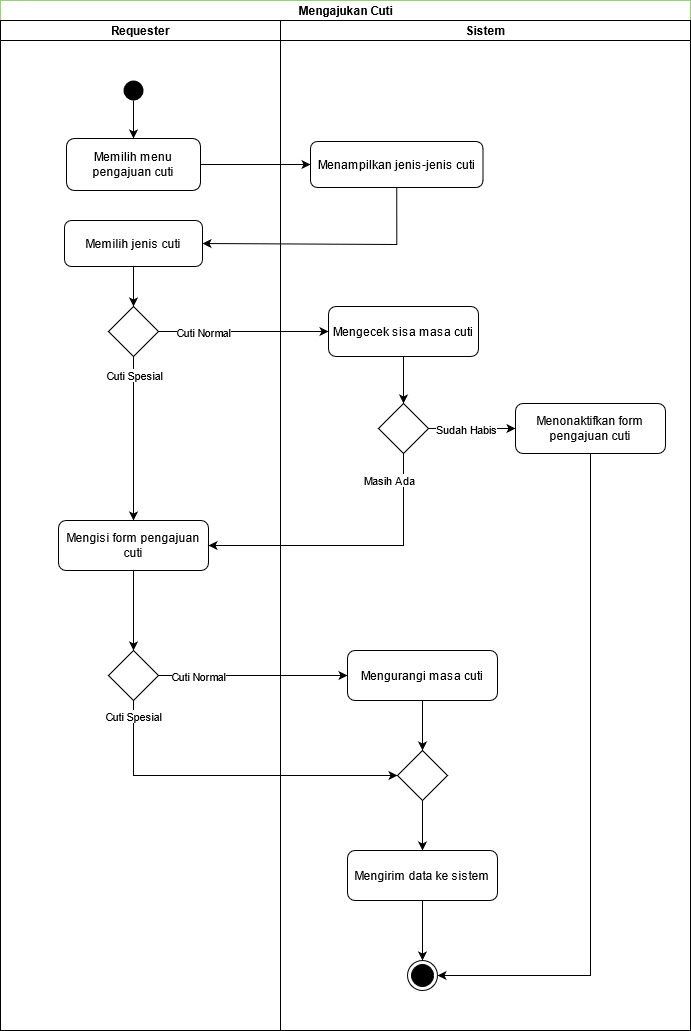 Mengajukan Cuti
Requester
Sistem
Memilih menu
pengajuan cuti
Menampilkan jenis-jenis cuti
Memilih jenis cuti
Cuti Normal
Mengecek sisa masa cuti
Cuti Spesial
Sudah Habis
Menonaktifkan form
pengajuan cuti
Masih Ada
Mengisi form pengajuan
cuti
Cuti Normal
Mengurangi masa cuti
Cuti Spesial
Mengirim data ke sistem